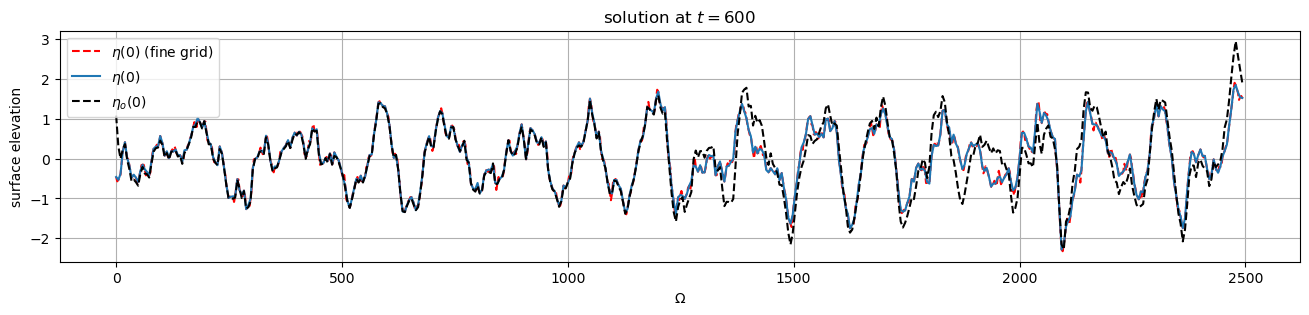 solution at t = 600
η(0) (fine grid)
η(0)
ηo(0)
surface elevation
3
2
1
0
−1
−2
0
500
1000
1500
2000
2500
Ω